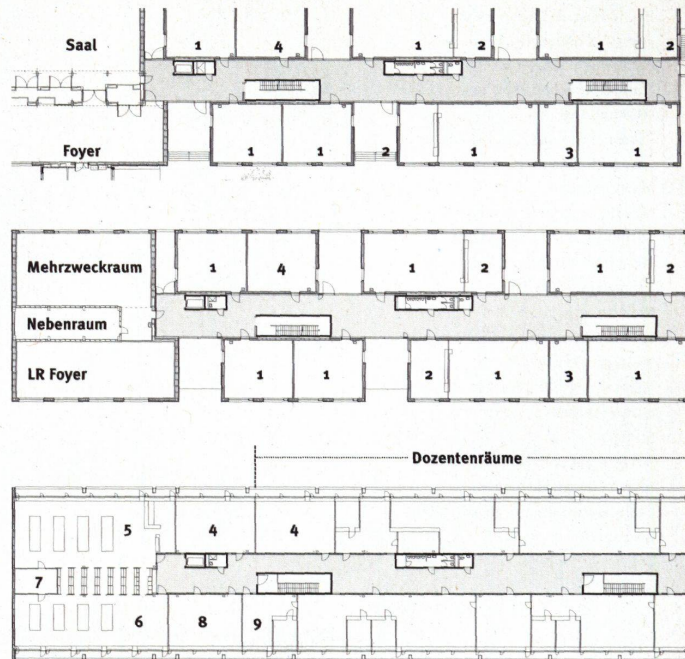 Saal 1 4 1 2 1 2
Foyer 1 1 2 1 3 1
Mehrzweckraum 1 4 1 2 1 2
Nebenraum
LR Foyer 1 1 2 1 3 1
Dozentenräume
5 4 4
7
6 8 9